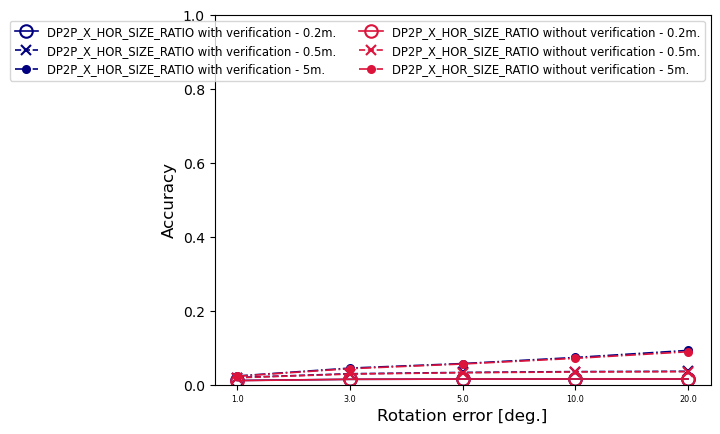 1.0
DP2P_X_HOR_SIZE_RATIO with verification - 0.2m.
DP2P_X_HOR_SIZE_RATIO without verification - 0.2m.
DP2P_X_HOR_SIZE_RATIO with verification - 0.5m.
DP2P_X_HOR_SIZE_RATIO without verification - 0.5m.
DP2P_X_HOR_SIZE_RATIO with verification - 5m.
DP2P_X_HOR_SIZE_RATIO without verification - 5m.
0.8
0.6
0.4
0.2
0.0
Accuracy
1.0 3.0 5.0 10.0 20.0
Rotation error [deg.]